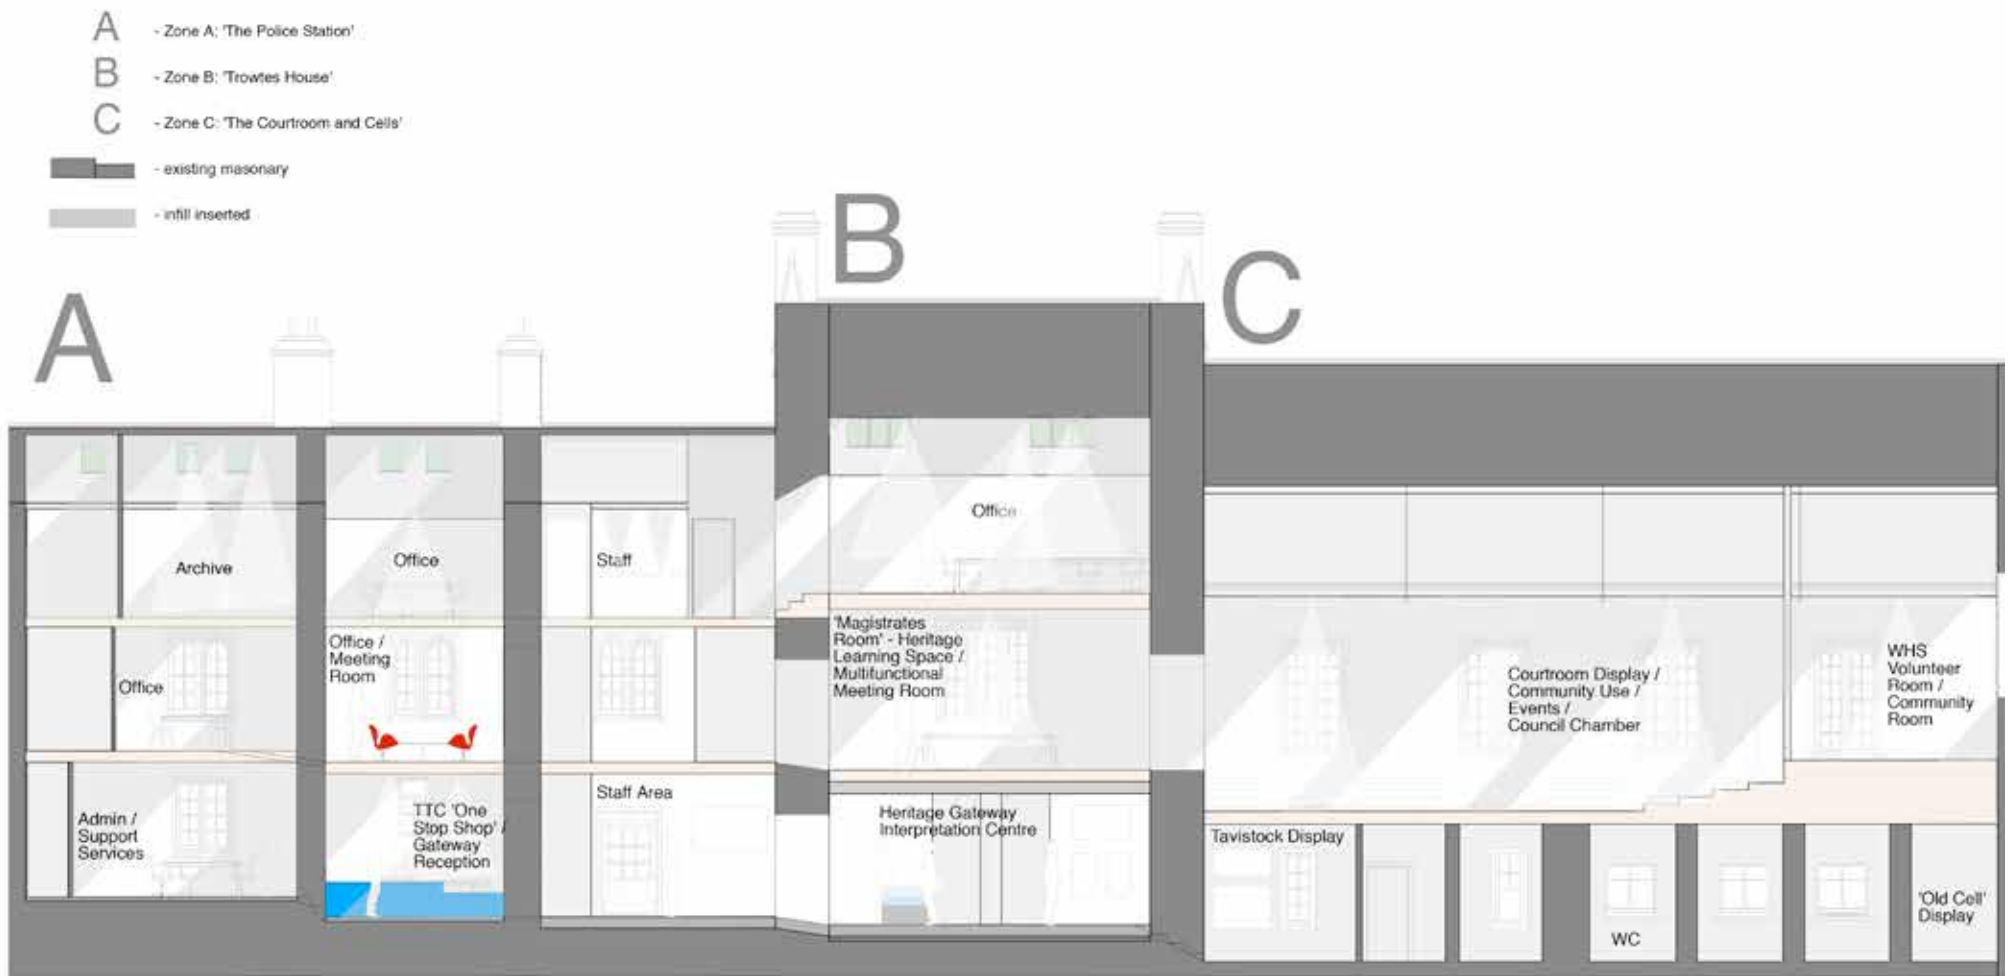 A - Zone A: 'The Police Station'
B - Zone B: 'Trowtes House'
C - Zone C: 'The Courtroom and Cells'
- existing masonary
- infill inserted
A
B
C
Archive
Office
Staff
Office
Office
Office /
Meeting
Room
'Magistrates
Room' - Heritage
Learning Space /
Multifunctional
Meeting Room
Courtroom Display /
Community Use /
Events /
Council Chamber
WHS
Volunteer
Room /
Community
Room
Admin /
Support
Services
TTC 'One
Stop Shop' /
Gateway
Reception
Staff Area
Heritage Gateway
Interpretation Centre
Tavistock Display
WC
'Old Cell'
Display